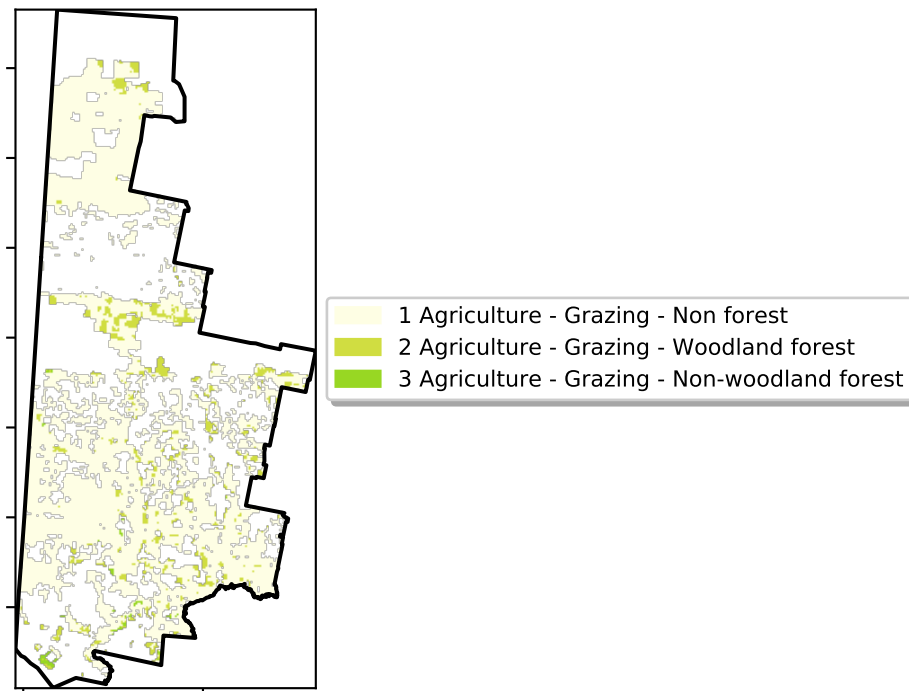 1 Agriculture - Grazing - Non forest
2 Agriculture - Grazing - Woodland forest
3 Agriculture - Grazing - Non-woodland forest